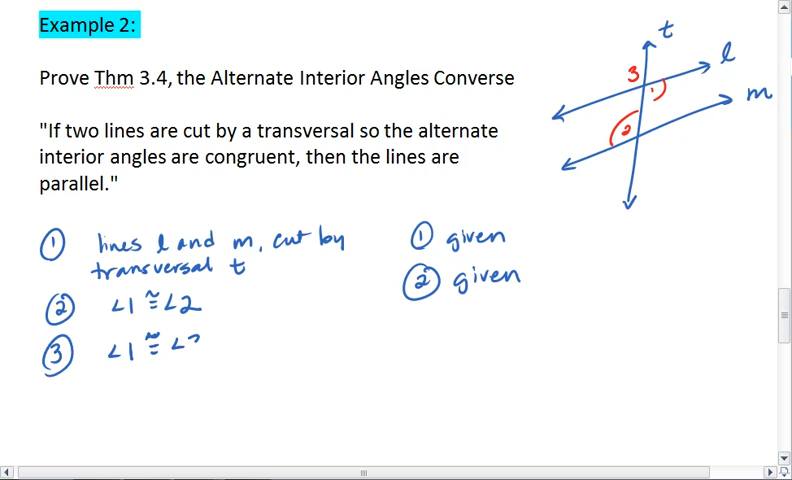 Example 2:
Prove Thm 3.4, the Alternate Interior Angles Converse
"If two lines are cut by a transversal so the alternate
interior angles are congruent, then the lines are
parallel."
t
l
m
3
1
2
① lines l and m, cut by
transversal t
① given
② ∠1 ≅ ∠2
② given
③ ∠1 ≅ ∠